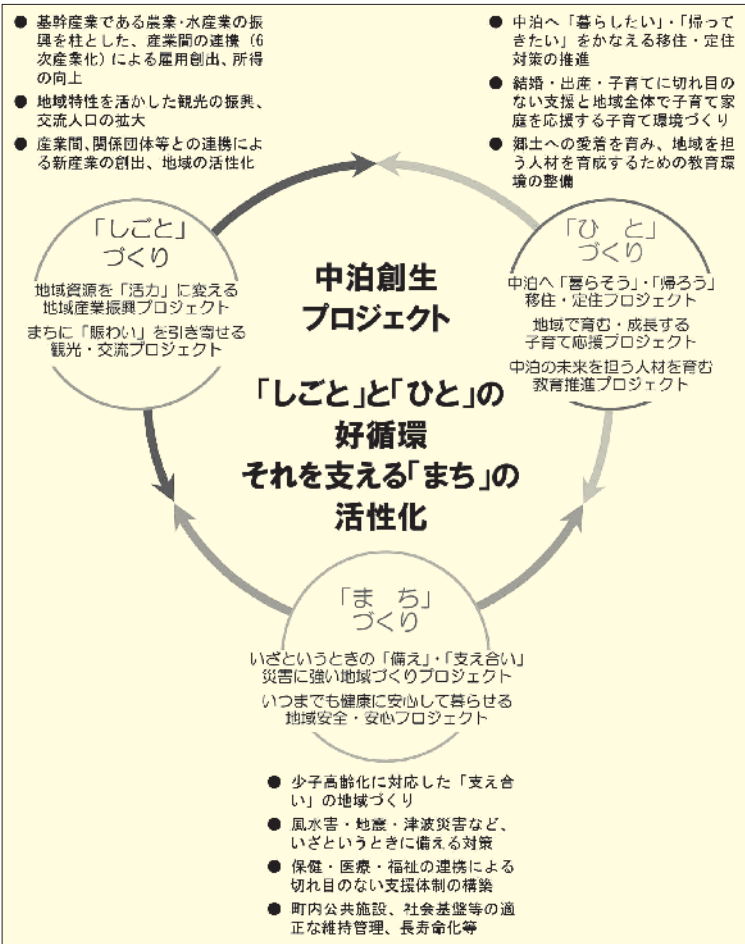 ● 基幹産業である農業・水産業の振
興を柱とした、産業間の連携（6
次産業化）による雇用創出、所得
の向上
● 地域特性を活かした観光の振興、
交流人口の拡大
● 産業間、関係団体等との連携によ
る新産業の創出、地域の活性化
● 中泊へ「暮らしたい」・「帰って
きたい」をかなえる移住・定住
対策の推進
● 結婚・出産・子育てに切れ目の
ない支援と地域全体で子育て家
庭を応援する子育て環境づくり
● 郷土への愛着を育み、地域を担
う人材を育成するための教育環
境の整備
「しごと」
づくり
地域資源を「活力」に変える
地域産業振興プロジェクト
まちに「賑わい」を引き寄せる
観光・交流プロジェクト
中泊創生
プロジェクト
「しごと」と「ひと」の
好循環
それを支える「まち」の
活性化
「ひ　と」
づくり
中泊へ「暮らそう」・「帰ろう」
移住・定住プロジェクト
地域で育む・成長する
子育て応援プロジェクト
中泊の未来を担う人材を育む
教育推進プロジェクト
「ま　ち」
づくり
いざというときの「備え」・「支え合い」
災害に強い地域づくりプロジェクト
いつまでも健康に安心して暮らせる
地域安全・安心プロジェクト
● 少子高齢化に対応した「支え合
い」の地域づくり
● 風水害・地震・津波災害など、
いざというときに備える対策
● 保健・医療・福祉の連携による
切れ目のない支援体制の構築
● 町内公共施設、社会基盤等の適
正な維持管理、長寿命化等